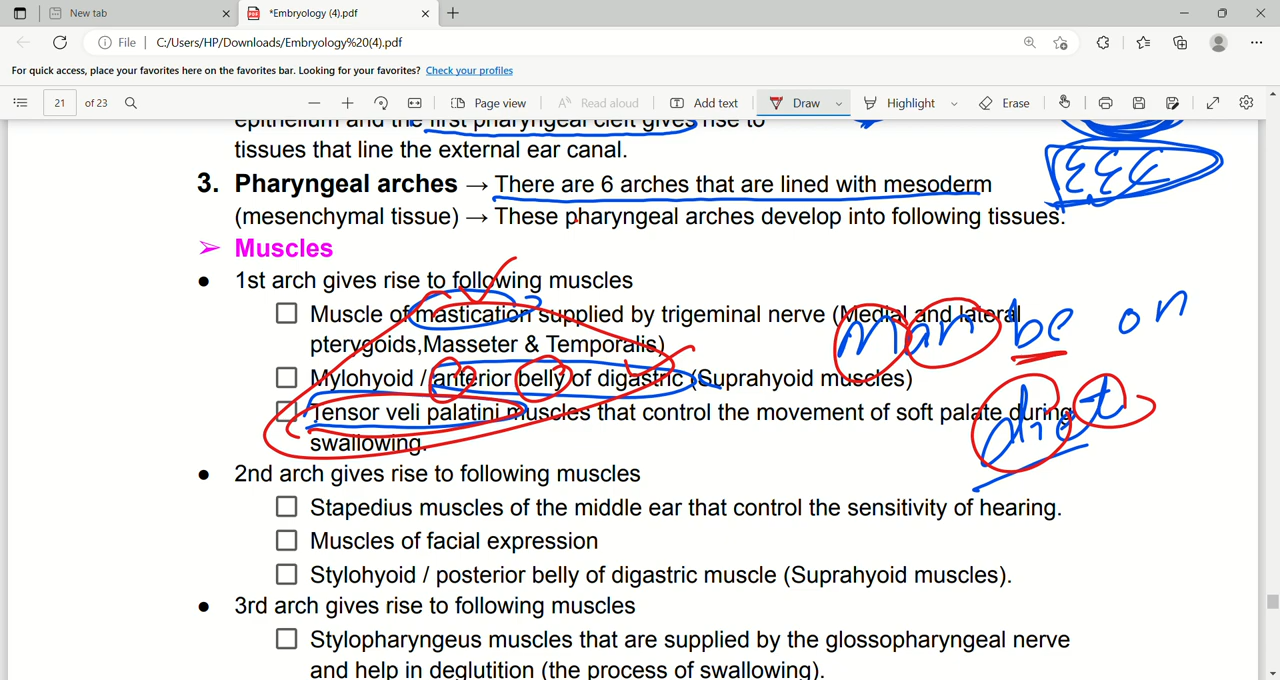 New tab
*Embryology (4).pdf
File
C:/Users/HP/Downloads/Embryology%20(4).pdf
For quick access, place your favorites here on the favorites bar. Looking for your favorites? Check your profiles
21 of 23
Page view
Read aloud
Add text
Draw
Highlight
Erase
epithelium and the first pharyngeal cleft gives rise to
tissues that line the external ear canal.
3. Pharyngeal arches → There are 6 arches that are lined with mesoderm
(mesenchymal tissue) → These pharyngeal arches develop into following tissues.
➢ Muscles
● 1st arch gives rise to following muscles
Muscle of mastication supplied by trigeminal nerve (Medial and lateral
pterygoids,Masseter & Temporalis)
man be on
Mylohyoid / anterior belly of digastric (Suprahyoid muscles)
Tensor veli palatini muscles that control the movement of soft palate during
diet
swallowing.
● 2nd arch gives rise to following muscles
Stapedius muscles of the middle ear that control the sensitivity of hearing.
Muscles of facial expression
Stylohyoid / posterior belly of digastric muscle (Suprahyoid muscles).
● 3rd arch gives rise to following muscles
Stylopharyngeus muscles that are supplied by the glossopharyngeal nerve
and help in deglutition (the process of swallowing).